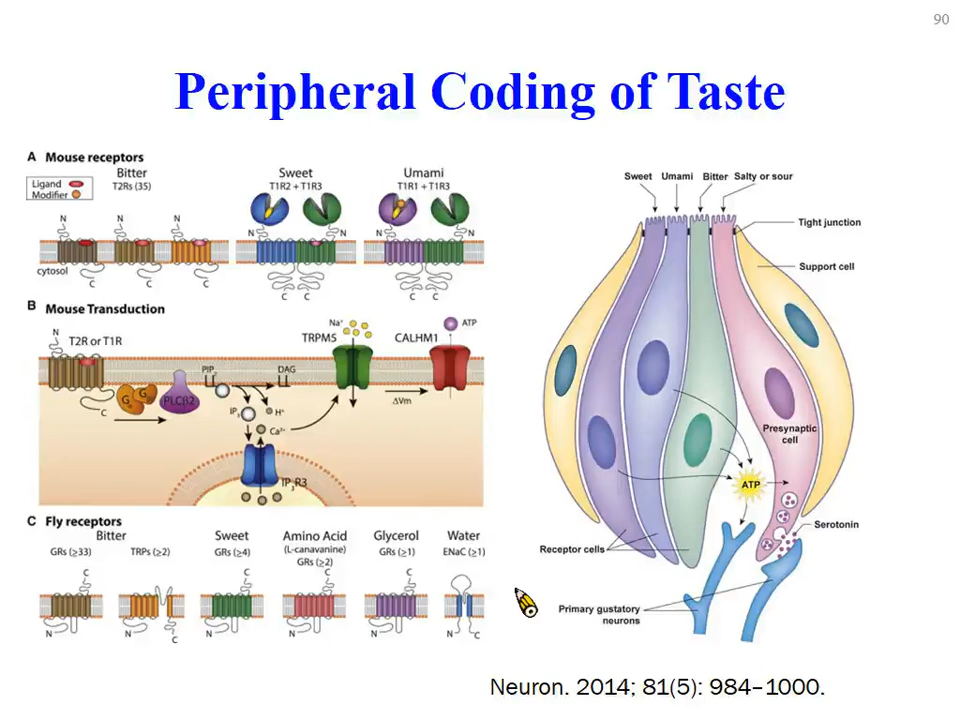 90
Peripheral Coding of Taste
A Mouse receptors
Ligand
Modifier
Bitter
T2Rs (35)
Sweet
T1R2 + T1R3
Umami
T1R1 + T1R3
N
N
N
N
N
N
N
cytosol
C
C
C
C
C
C
C
B Mouse Transduction
N
T2R or T1R
C
PLCβ2
DAG
H⁺
Ca²⁺
IP₃R3
Na⁺
TRPM5
CALHM1
ATP
ΔVm
C Fly receptors
Bitter
GRs (≥33)
TRPs (≥2)
Sweet
GRs (≥4)
Amino Acid
(L-canavanine)
GRs (≥2)
Glycerol
GRs (≥1)
Water
ENaC (≥1)
C
C
C
C
N
N
N
N
N
N
C
C
Sweet Umami Bitter Salty or sour
Tight junction
Support cell
Presynaptic
cell
ATP
Serotonin
Receptor cells
Primary gustatory
neurons
Neuron. 2014; 81(5): 984–1000.